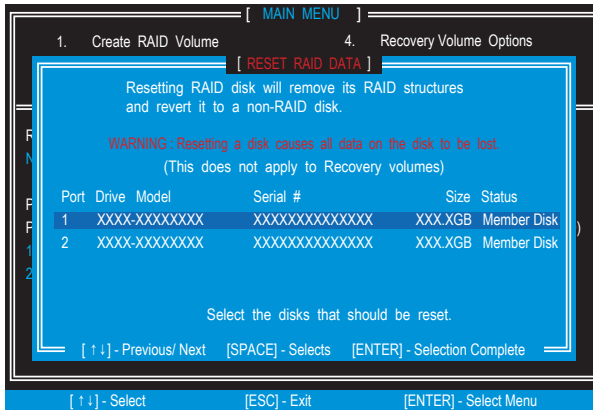 [ MAIN MENU ]
1. Create RAID Volume 4. Recovery Volume Options
[ RESET RAID DATA ]
Resetting RAID disk will remove its RAID structures
and revert it to a non-RAID disk.
WARNING : Resetting a disk causes all data on the disk to be lost.
(This does not apply to Recovery volumes)
Port Drive Model Serial # Size Status
1 XXXX-XXXXXXXX XXXXXXXXXXXXXX XXX.XGB Member Disk
2 XXXX-XXXXXXXX XXXXXXXXXXXXXX XXX.XGB Member Disk
Select the disks that should be reset.
[ ↑↓] - Previous/ Next [SPACE] - Selects [ENTER] - Selection Complete
[ ↑↓] - Select [ESC] - Exit [ENTER] - Select Menu